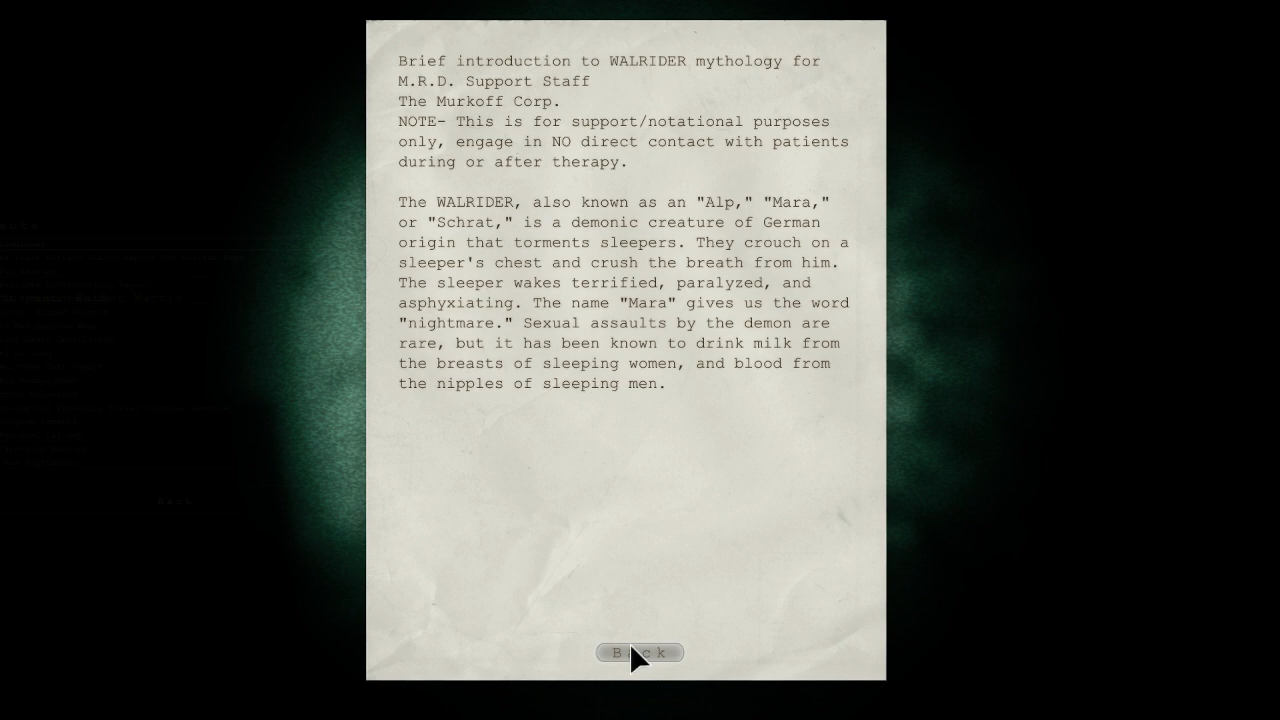 Brief introduction to WALRIDER mythology for
M.R.D. Support Staff
The Murkoff Corp.
NOTE- This is for support/notational purposes
only, engage in NO direct contact with patients
during or after therapy.
The WALRIDER, also known as an "Alp," "Mara,"
or "Schrat," is a demonic creature of German
origin that torments sleepers. They crouch on a
sleeper's chest and crush the breath from him.
The sleeper wakes terrified, paralyzed, and
asphyxiating. The name "Mara" gives us the word
"nightmare." Sexual assaults by the demon are
rare, but it has been known to drink milk from
the breasts of sleeping women, and blood from
the nipples of sleeping men.
Back